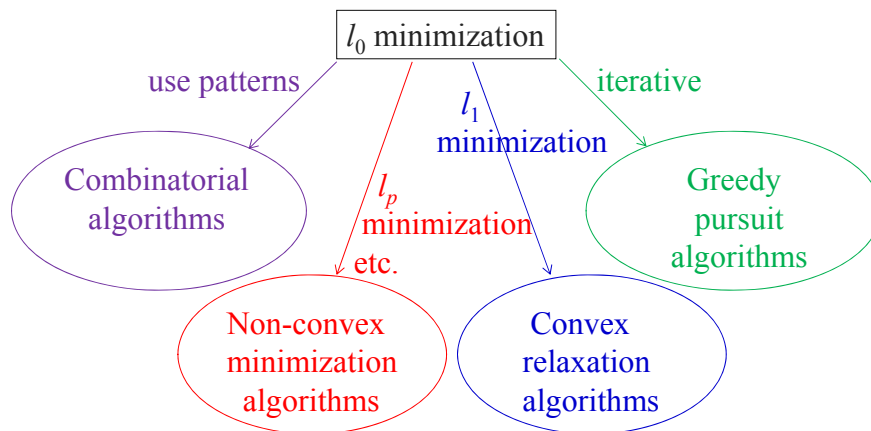 l₀ minimization
use patterns
iterative
l₁
minimization
Combinatorial
algorithms
lₚ
minimization
etc.
Greedy
pursuit
algorithms
Non-convex
minimization
algorithms
Convex
relaxation
algorithms